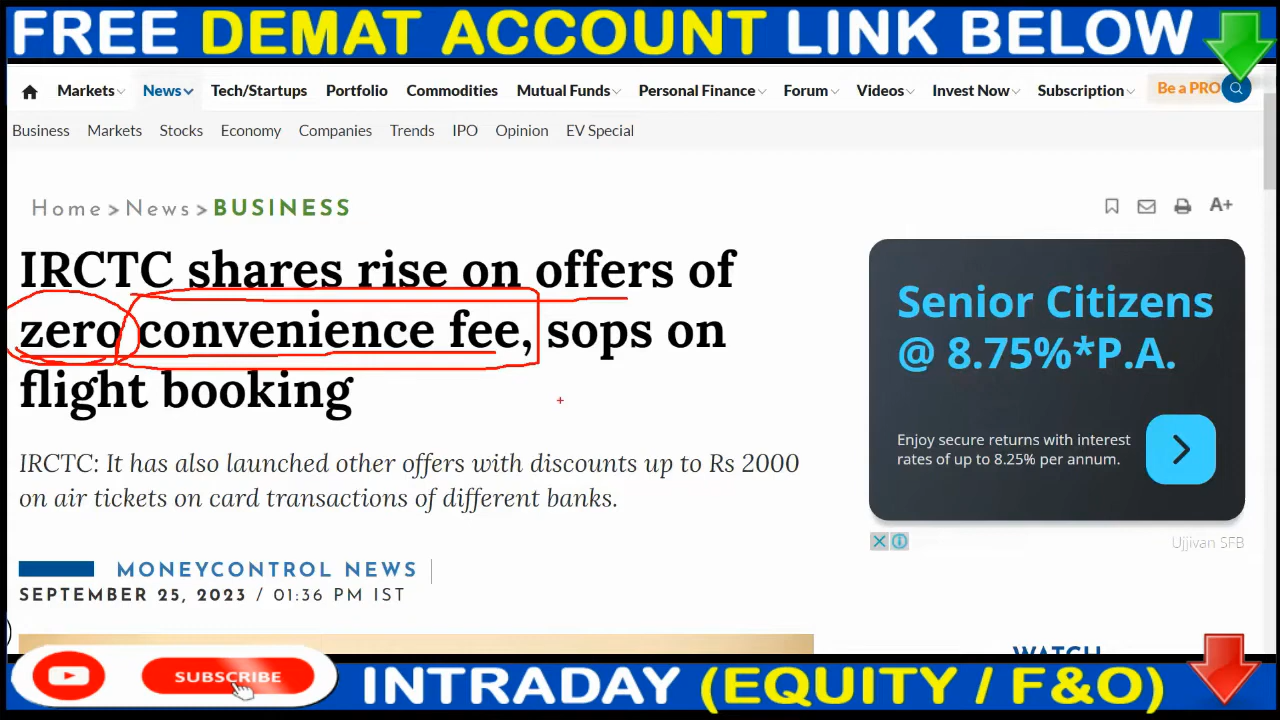 FREE DEMAT ACCOUNT LINK BELOW
Markets News Tech/Startups Portfolio Commodities Mutual Funds Personal Finance Forum Videos Invest Now Subscription Be a PRO
Business Markets Stocks Economy Companies Trends IPO Opinion EV Special
Home > News > BUSINESS
A+
IRCTC shares rise on offers of
zero convenience fee, sops on
flight booking
IRCTC: It has also launched other offers with discounts up to Rs 2000
on air tickets on card transactions of different banks.
MONEYCONTROL NEWS
SEPTEMBER 25, 2023 / 01:36 PM IST
Senior Citizens
@ 8.75%*P.A.
Enjoy secure returns with interest
rates of up to 8.25% per annum.
Ujjivan SFB
WATCH
SUBSCRIBE
INTRADAY (EQUITY / F&O)